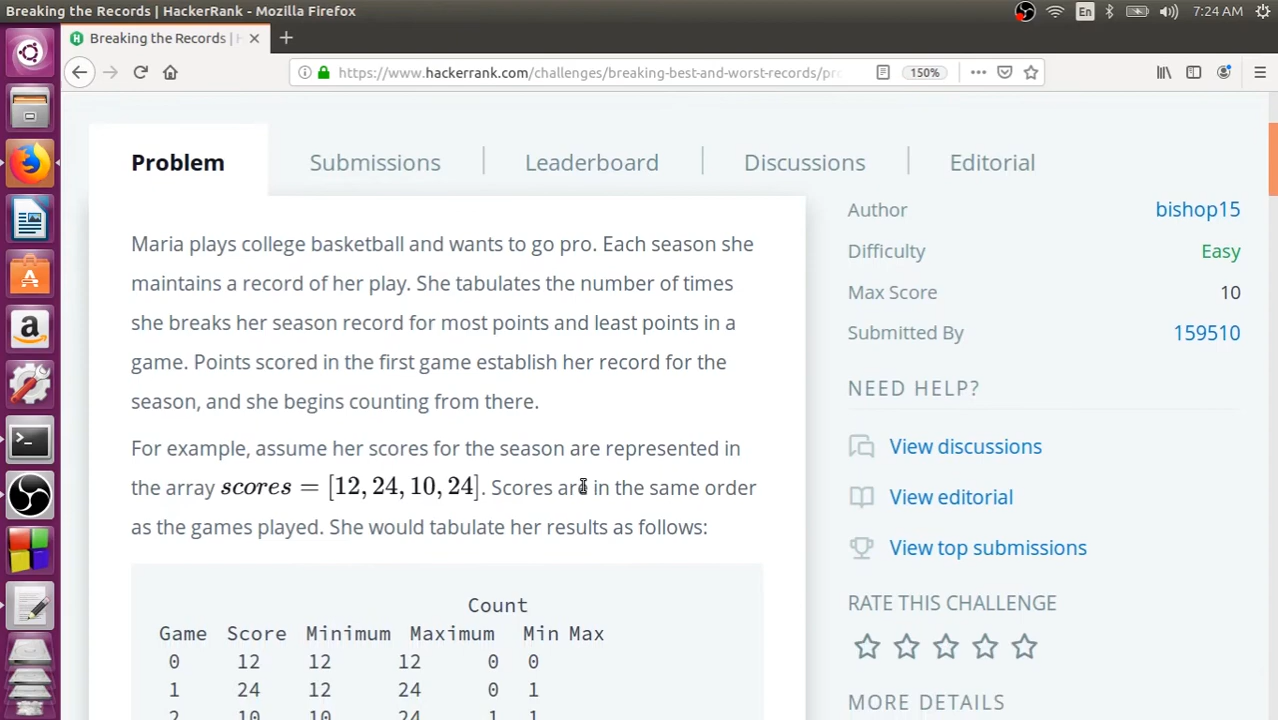 Breaking the Records | HackerRank - Mozilla Firefox
En
7:24 AM
Breaking the Records |
https://www.hackerrank.com/challenges/breaking-best-and-worst-records/pro
150%
Problem
Submissions
Leaderboard
Discussions
Editorial
Maria plays college basketball and wants to go pro. Each season she
maintains a record of her play. She tabulates the number of times
she breaks her season record for most points and least points in a
game. Points scored in the first game establish her record for the
season, and she begins counting from there.
For example, assume her scores for the season are represented in
the array scores = [12, 24, 10, 24]. Scores are in the same order
as the games played. She would tabulate her results as follows:
Count
Game Score Minimum Maximum Min Max
0 12 12 12 0 0
1 24 12 24 0 1
2 10 10 24 1 1
Author bishop15
Difficulty Easy
Max Score 10
Submitted By 159510
NEED HELP?
View discussions
View editorial
View top submissions
RATE THIS CHALLENGE
MORE DETAILS